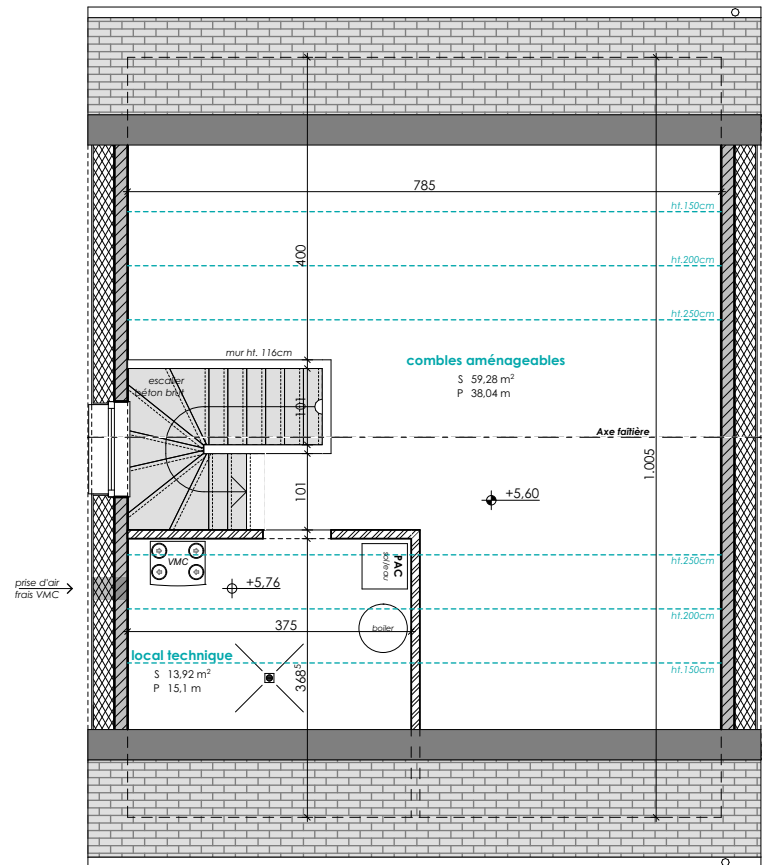 785
ht.150cm
400
ht.200cm
ht.250cm
mur ht. 116cm
combles aménageables
S 59,28 m²
P 38,04 m
escalier
béton brut
101
Axe faîtière
1.005
101
+5,60
VMC
PAC
sol/eau
ht.250cm
prise d'air
frais VMC
+5,76
ht.200cm
375
boiler
local technique
S 13,92 m²
P 15,1 m
368⁵
ht.150cm